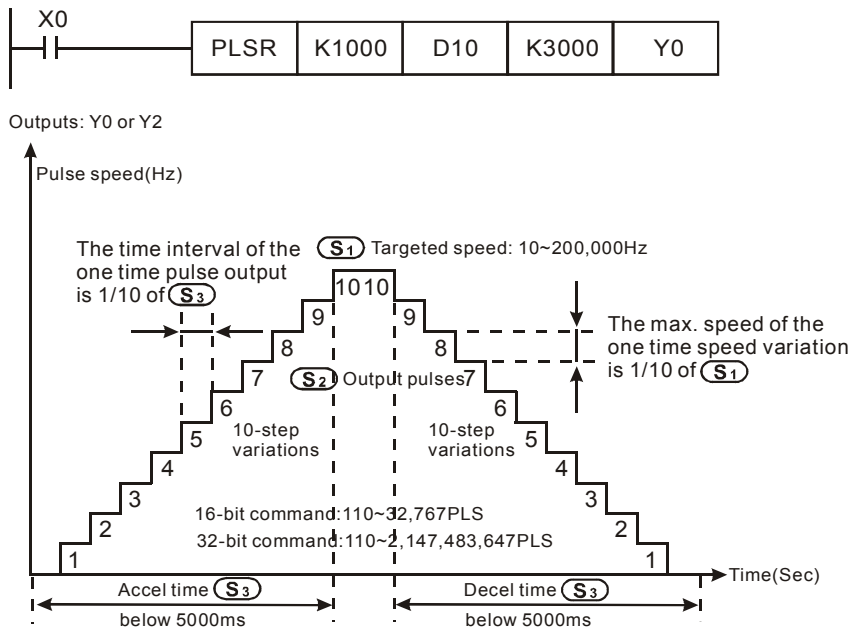 X0
PLSR K1000 D10 K3000 Y0
Outputs: Y0 or Y2
Pulse speed(Hz)
The time interval of the
one time pulse output
is 1/10 of S3
S1 Targeted speed: 10~200,000Hz
10 10
9 9
8 8
The max. speed of the
one time speed variation
is 1/10 of S1
7 S2 Output pulses 7
6 6
5 10-step variations 10-step variations 5
4 4
3 3
2 2
16-bit command:110~32,767PLS
32-bit command:110~2,147,483,647PLS
1 1
Time(Sec)
Accel time S3 Decel time S3
below 5000ms below 5000ms